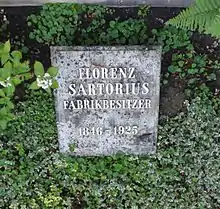 FLORENZ
SARTORIUS
FABRIKBESITZER
1846-1925